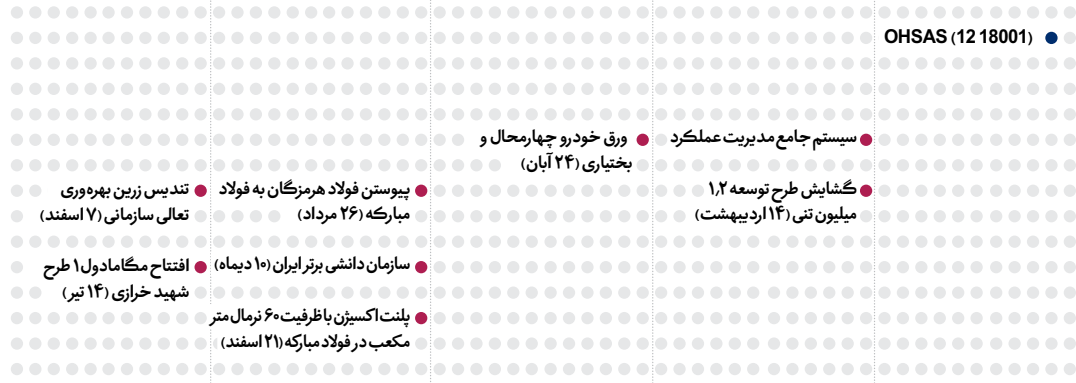 OHSAS (12 18001)
سیستم جامع مدیریت عملکرد
گشایش طرح توسعه ۱٫۲
میلیون تنی (۱۴ اردیبهشت)
ورق خودرو چهارمحال و
بختیاری (۲۴ آبان)
پیوستن فولاد هرمزگان به فولاد
مبارکه (۲۶ مرداد)
سازمان دانشی برتر ایران (۱۰ دیماه)
پلنت اکسیژن با ظرفیت ۶۰ نرمال متر
مکعب در فولاد مبارکه (۲۱ اسفند)
تندیس زرین بهره‌وری
تعالی سازمانی (۷ اسفند)
افتتاح مگامادول ۱ طرح
شهید خرازی (۱۴ تیر)